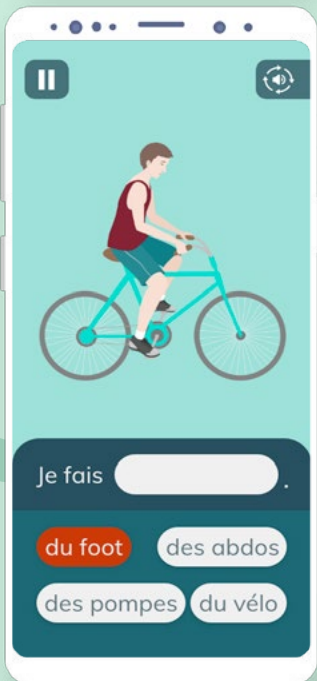 Je fais .
du foot des abdos
des pompes du vélo